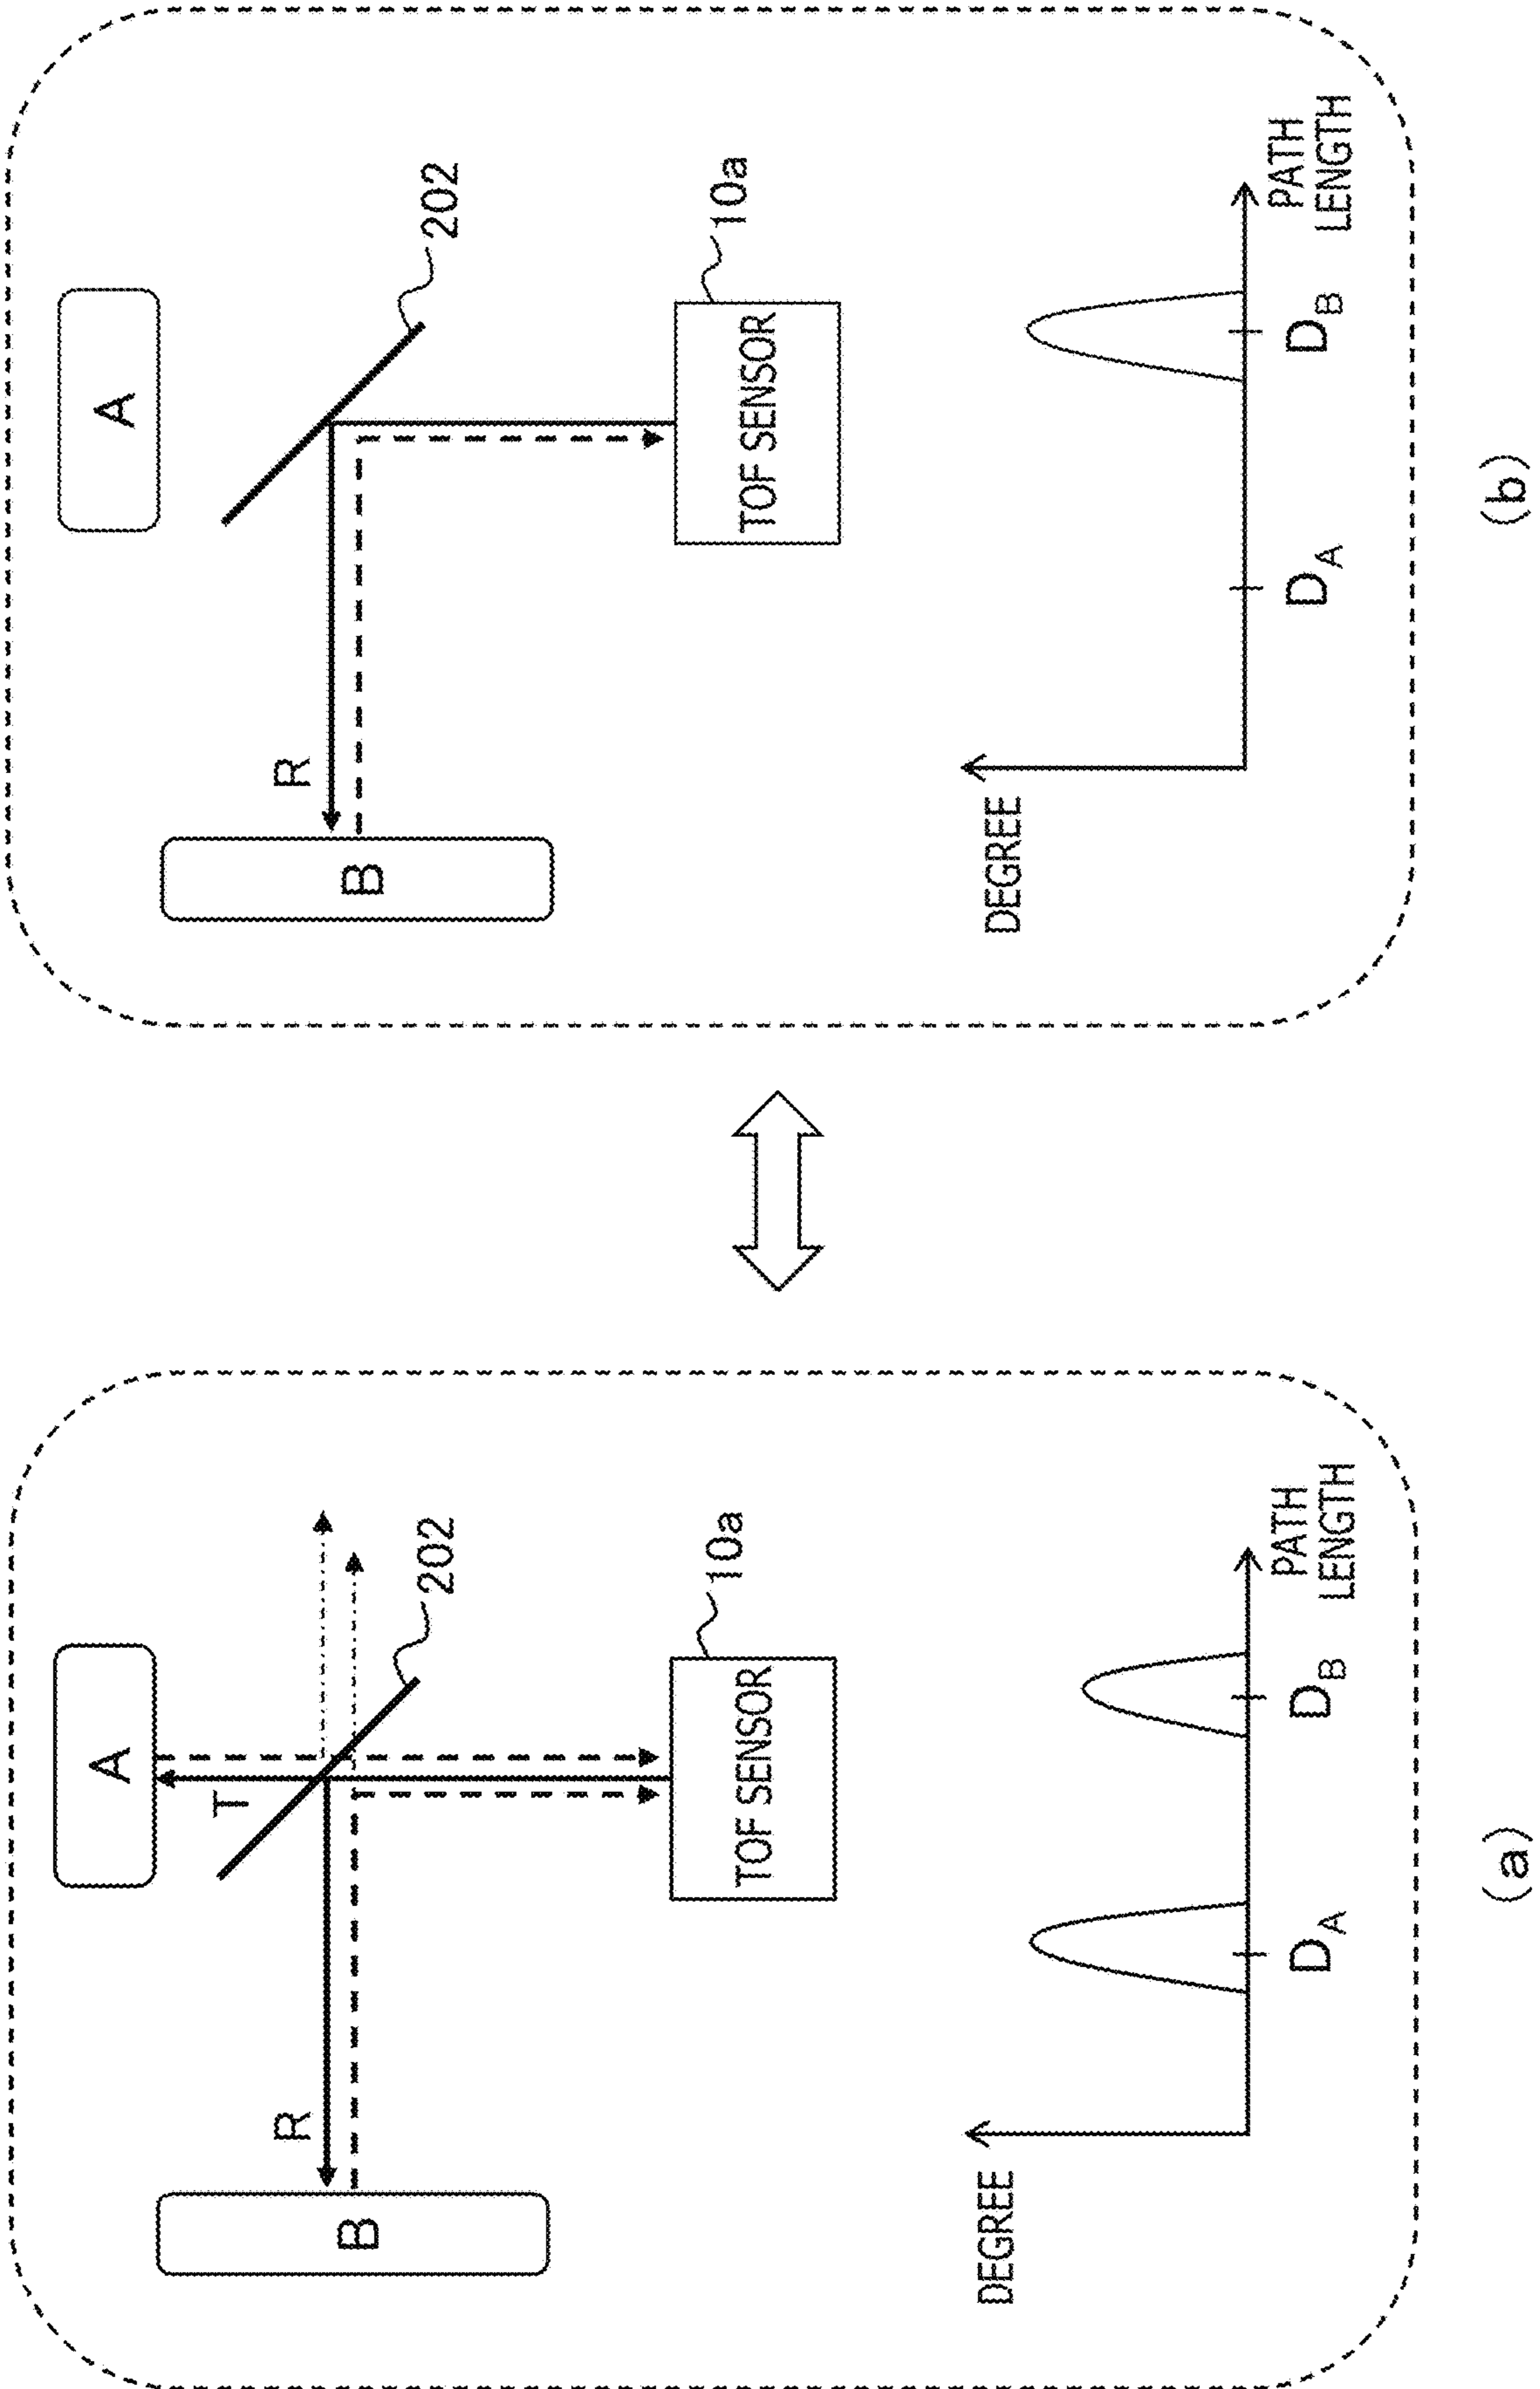 A
T
R
B
202
10a
TOF SENSOR
DEGREE
D_A
D_B
PATH
LENGTH
(a)
A
R
B
202
10a
TOF SENSOR
DEGREE
D_A
D_B
PATH
LENGTH
(b)